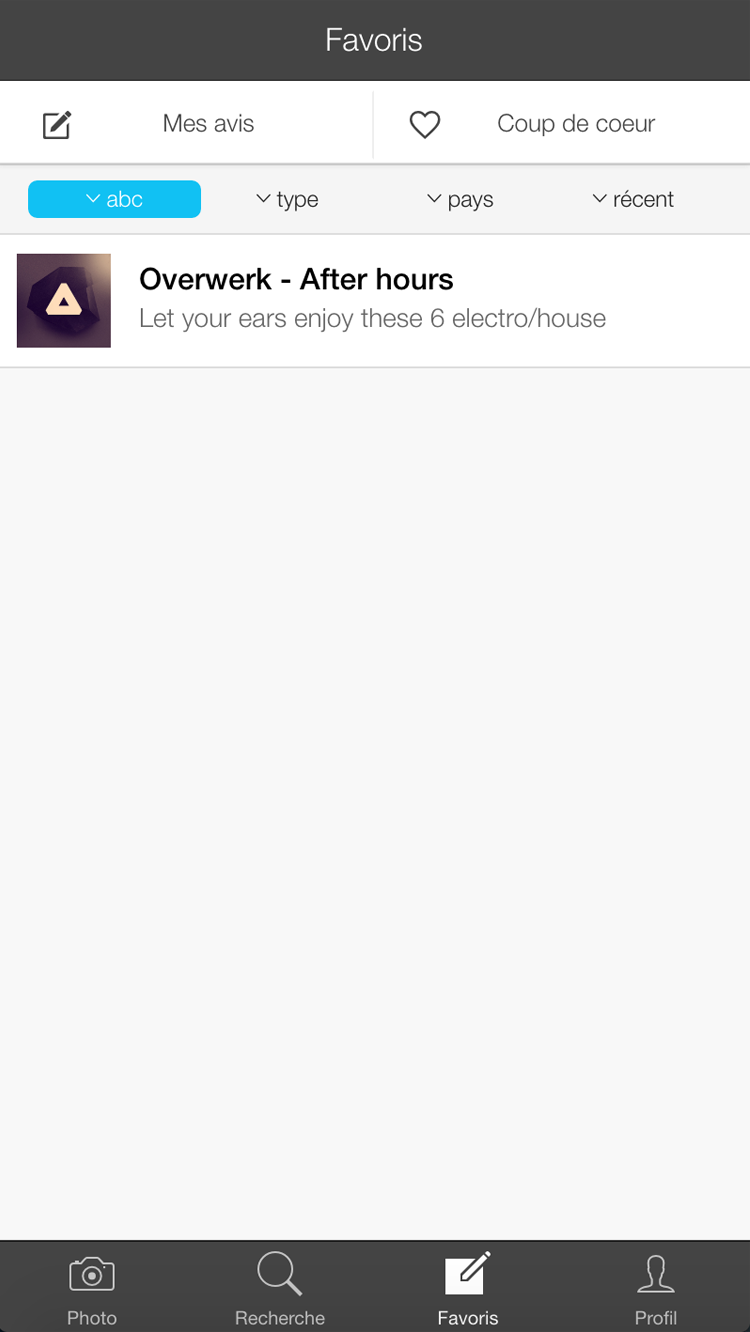 Favoris
Mes avis
Coup de coeur
abc
type
pays
récent
Overwerk - After hours
Let your ears enjoy these 6 electro/house
Photo
Recherche
Favoris
Profil